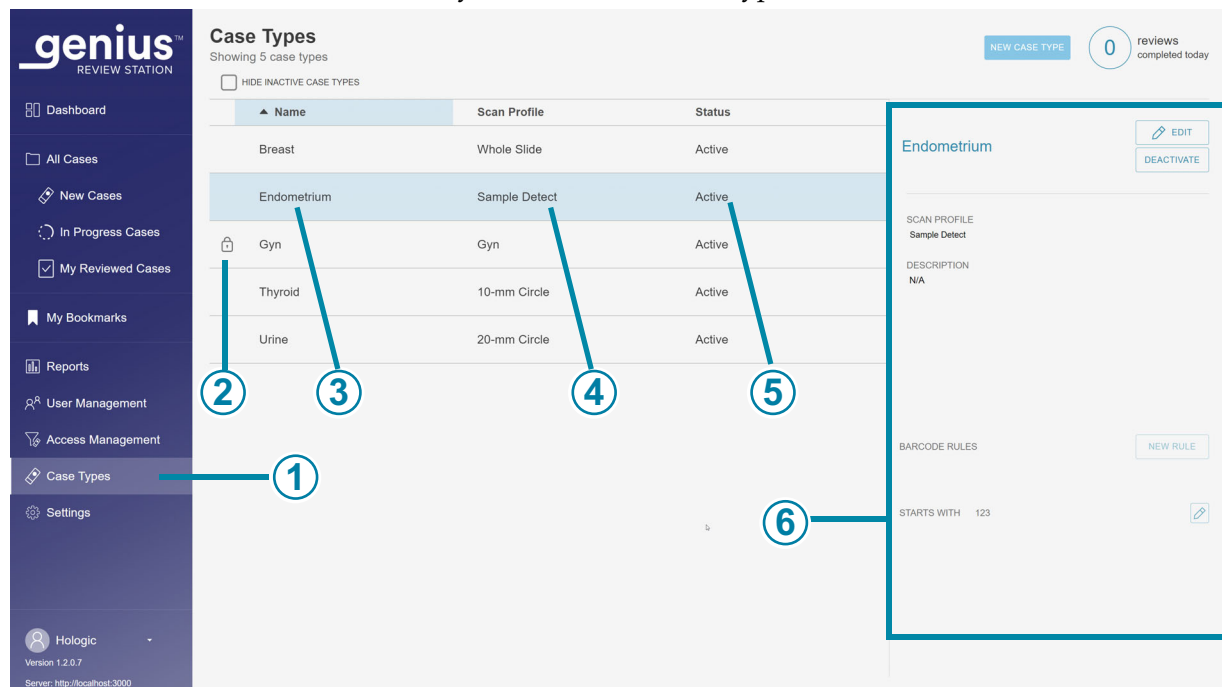 genius™
REVIEW STATION
Dashboard
All Cases
New Cases
In Progress Cases
My Reviewed Cases
My Bookmarks
Reports
User Management
Access Management
Case Types
Settings
Hologic
Version 1.2.0.7
Server: http://localhost:3000
Case Types
Showing 5 case types
HIDE INACTIVE CASE TYPES
NEW CASE TYPE
0 reviews
completed today
Name Scan Profile Status
Breast Whole Slide Active
Endometrium Sample Detect Active
Gyn Gyn Active
Thyroid 10-mm Circle Active
Urine 20-mm Circle Active
2 3 4 5
1
6
Endometrium
EDIT
DEACTIVATE
SCAN PROFILE
Sample Detect
DESCRIPTION
N/A
BARCODE RULES NEW RULE
STARTS WITH 123